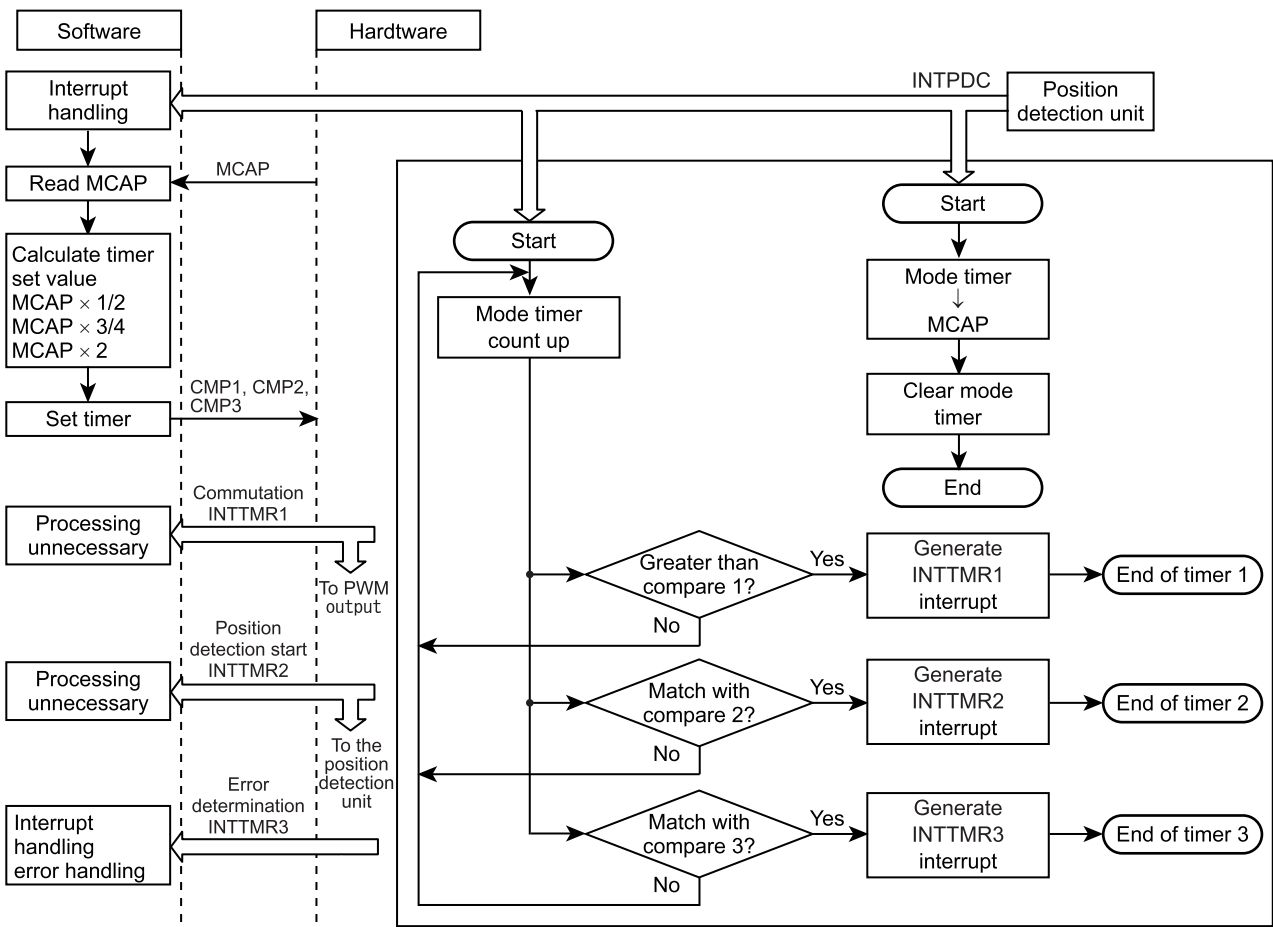 Software
Hardtware
INTPDC
Position
detection unit
Interrupt
handling
MCAP
Read MCAP
Calculate timer
set value
MCAP × 1/2
MCAP × 3/4
MCAP × 2
CMP1, CMP2,
CMP3
Set timer
Start
Mode timer
count up
Start
Mode timer
↓
MCAP
Clear mode
timer
End
Commutation
INTTMR1
Processing
unnecessary
To PWM
output
Greater than
compare 1?
Yes
No
Generate
INTTMR1
interrupt
End of timer 1
Position
detection start
INTTMR2
Processing
unnecessary
To the
position
detection
unit
Match with
compare 2?
Yes
No
Generate
INTTMR2
interrupt
End of timer 2
Error
determination
INTTMR3
Interrupt
handling
error handling
Match with
compare 3?
Yes
No
Generate
INTTMR3
interrupt
End of timer 3